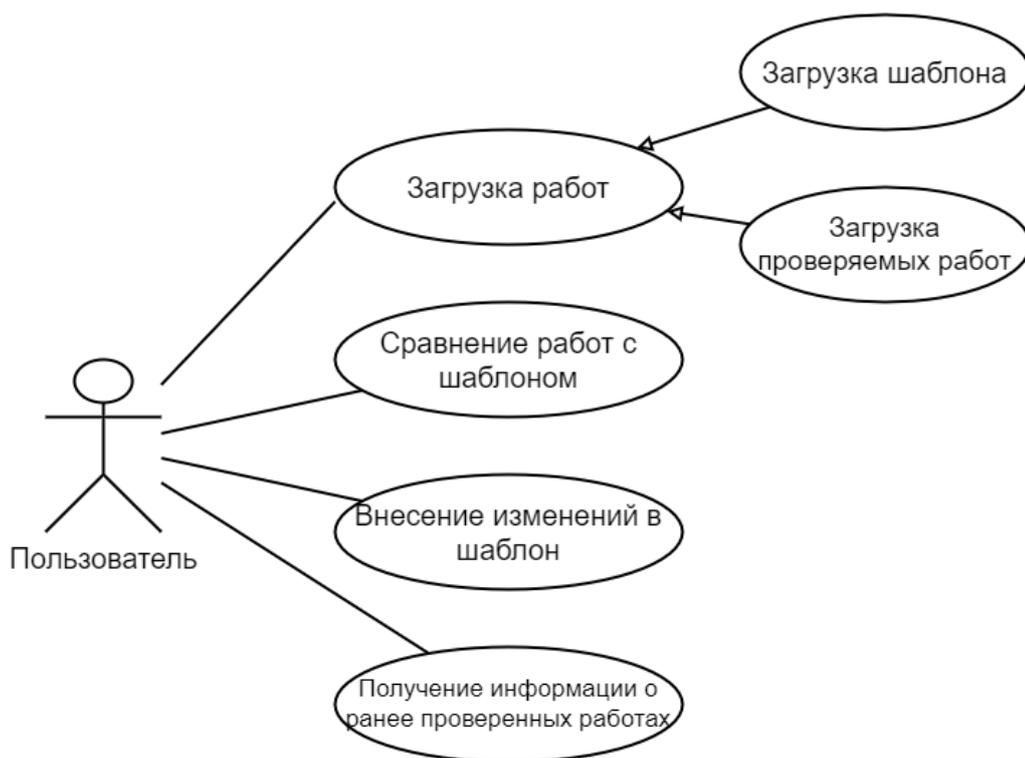 Загрузка шаблона
Загрузка работ
Загрузка
проверяемых работ
Сравнение работ с
шаблоном
Внесение изменений в
шаблон
Пользователь
Получение информации о
ранее проверенных работах